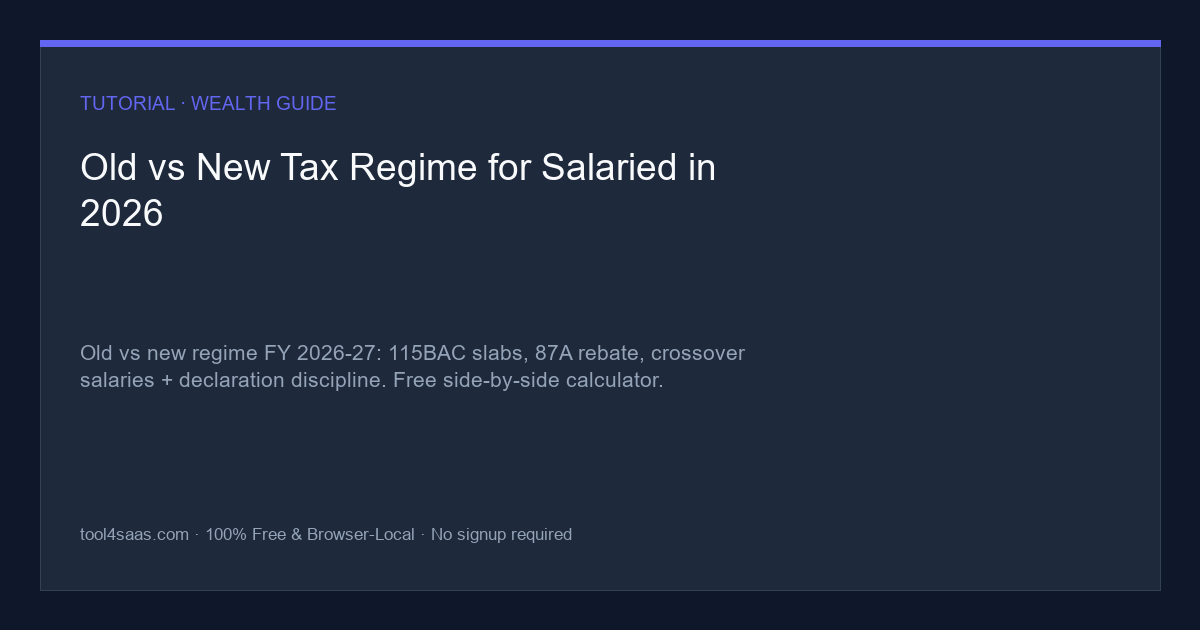 TUTORIAL · WEALTH GUIDE
Old vs New Tax Regime for Salaried in
2026
Old vs new regime FY 2026-27: 115BAC slabs, 87A rebate, crossover
salaries + declaration discipline. Free side-by-side calculator.
tool4saas.com · 100% Free & Browser-Local · No signup required